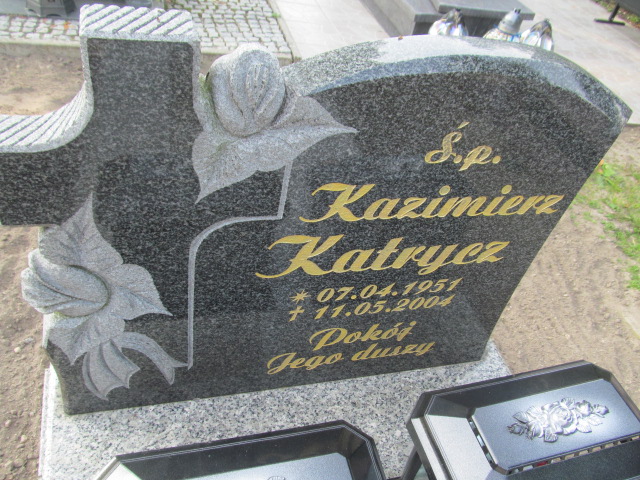 Ś.p.
Kazimierz
Katrycz
* 07.04.1951
† 11.05.2004
Pokój
Jego duszy